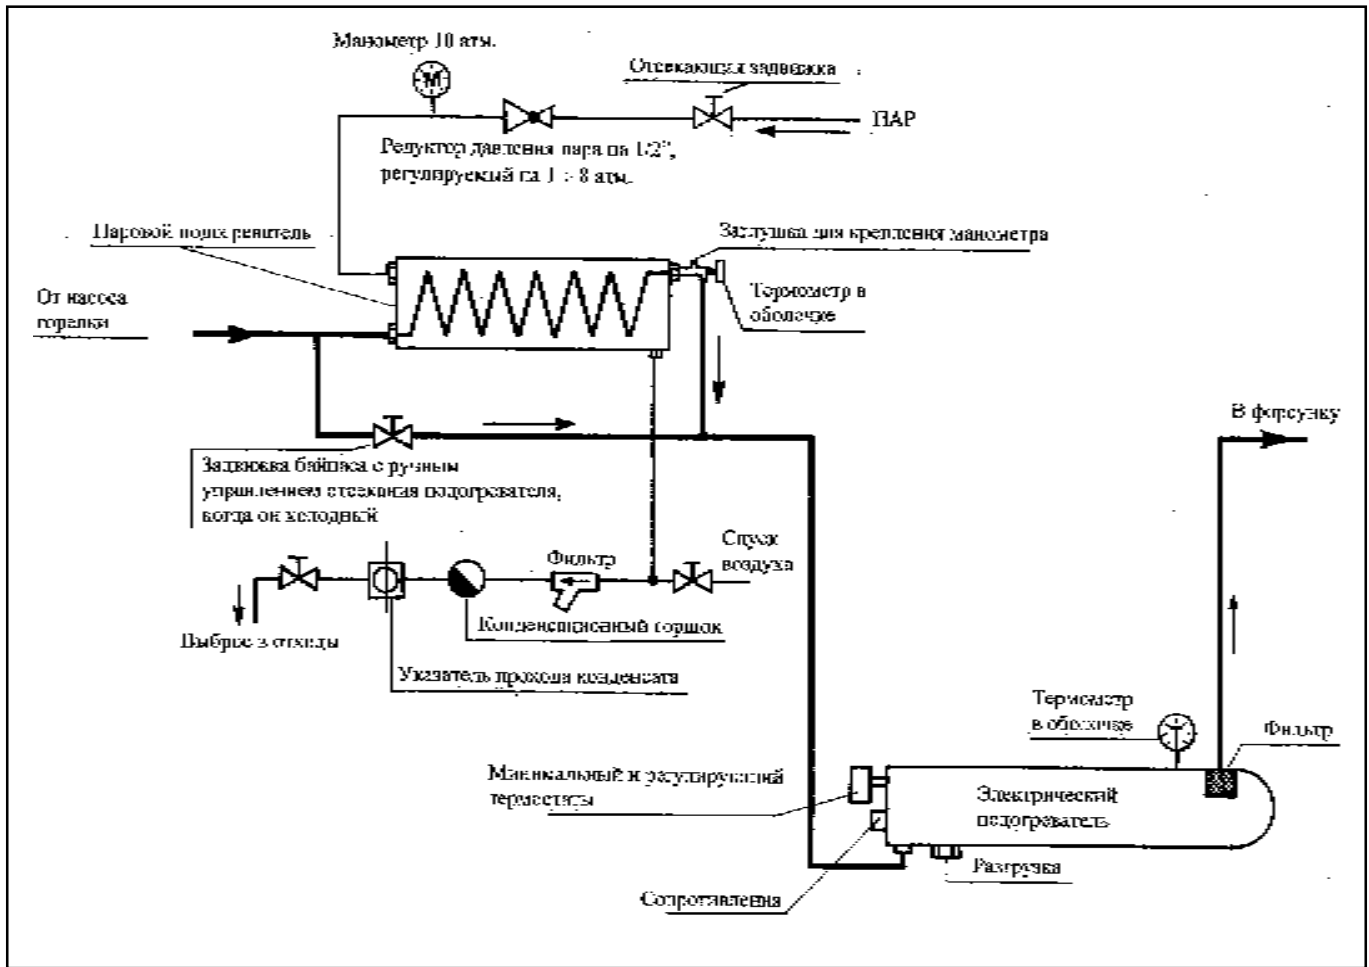 Манометр 10 атм.
Отсекающая задвижка
ПАР
Редуктор давления пара на 1/2",
регулируемый на 1 ÷ 8 атм.
Паровой подогреватель
Заглушка для крепления манометра
От насоса
горелки
Термометр в
оболочке
В форсунку
Задвижка байпаса с ручным
управлением отсекания подогревателя,
когда он холодный
Спуск
воздуха
Фильтр
Конденсационный горшок
Выброс в отходы
Указатель прохода конденсата
Термометр
в оболочке
Фильтр
Минимальный и регулирующий
термостаты
Электрический
подогреватель
Разгрузка
Сопротивления